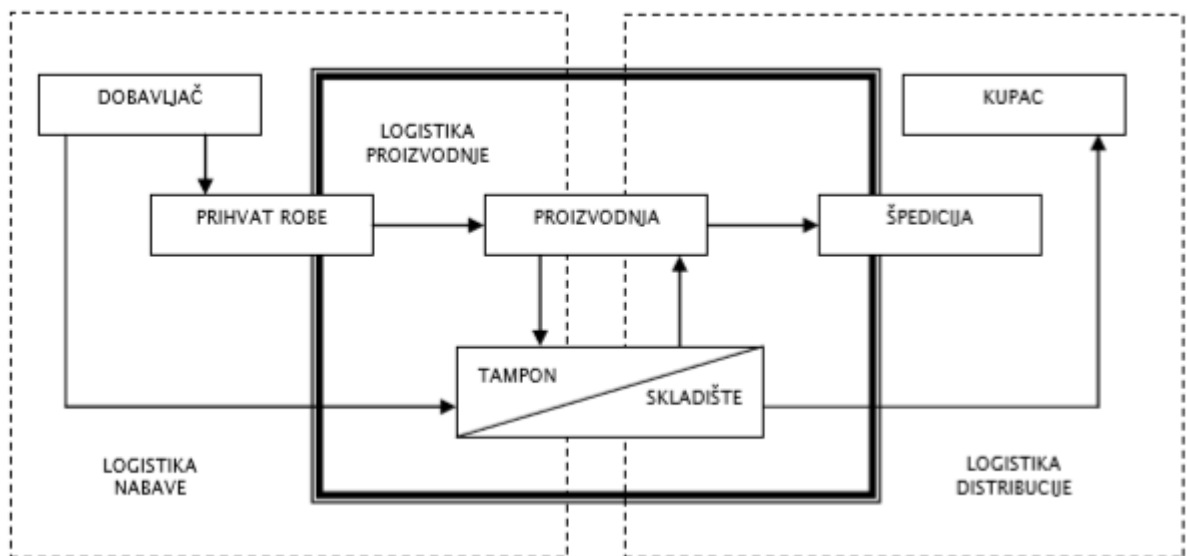 DOBAVLJAČ
KUPAC
LOGISTIKA
PROIZVODNJE
PRIHVAT ROBE
PROIZVODNJA
ŠPEDICIJA
TAMPON
SKLADIŠTE
LOGISTIKA
NABAVE
LOGISTIKA
DISTRIBUCIJE